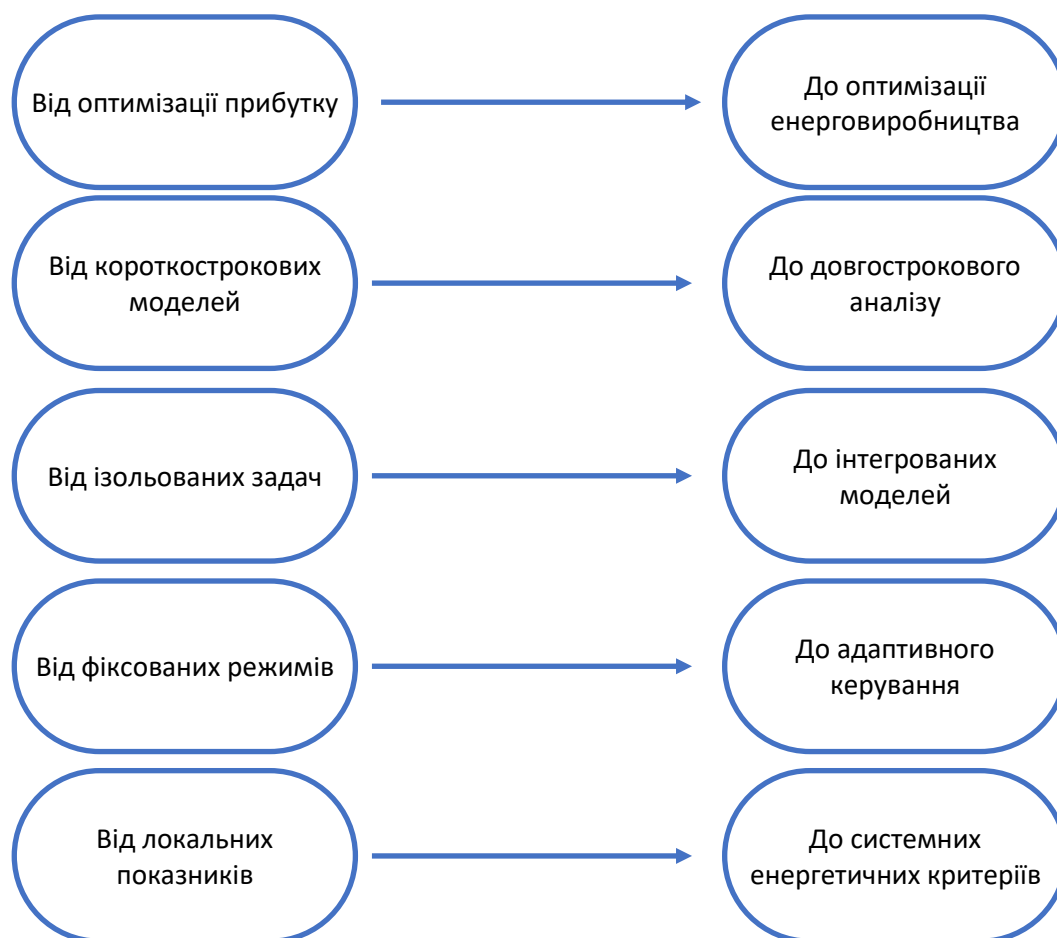 Від оптимізації прибутку
До оптимізації
енерговиробництва
Від короткострокових
моделей
До довгострокового
аналізу
Від ізольованих задач
До інтегрованих
моделей
Від фіксованих режимів
До адаптивного
керування
Від локальних
показників
До системних
енергетичних критеріїв